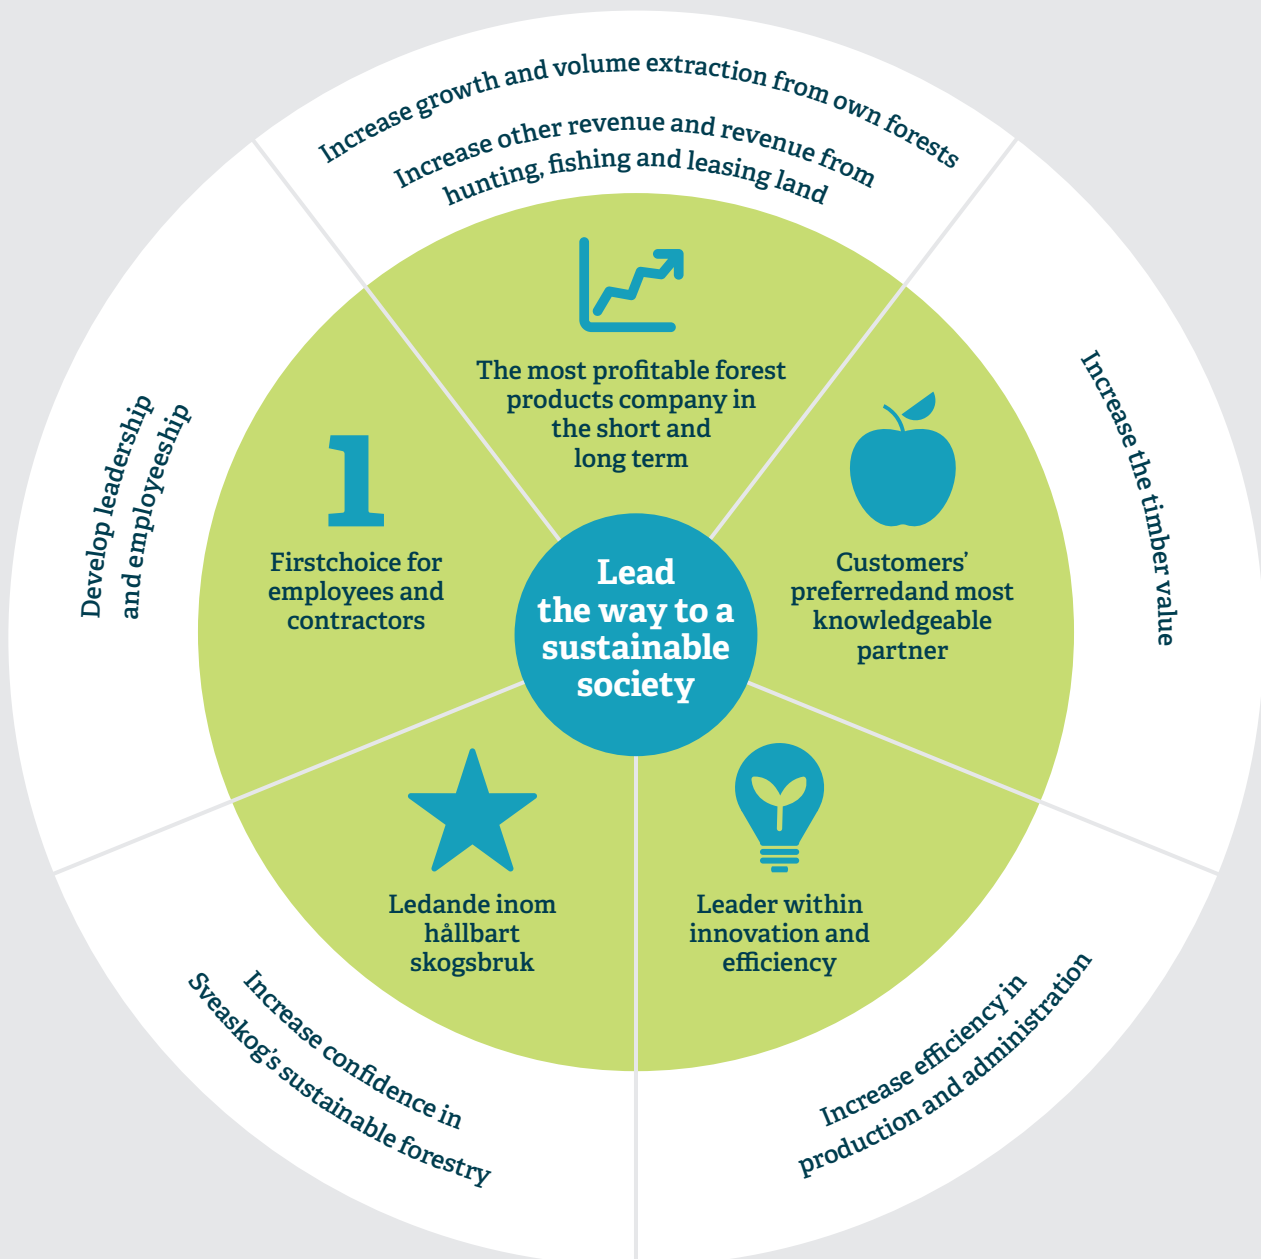 Increase growth and volume extraction from own forests
Increase other revenue and revenue from
hunting, fishing and leasing land
The most profitable forest
products company in
the short and
long term
Increase the timber value
Customers’
preferredand most
knowledgeable
partner
Increase efficiency in
production and administration
Leader within
innovation and
efficiency
Increase confidence in
Sveaskog’s sustainable forestry
Ledande inom
hållbart
skogsbruk
Develop leadership
and employeeship
1
Firstchoice for
employees and
contractors
Lead
the way to a
sustainable
society